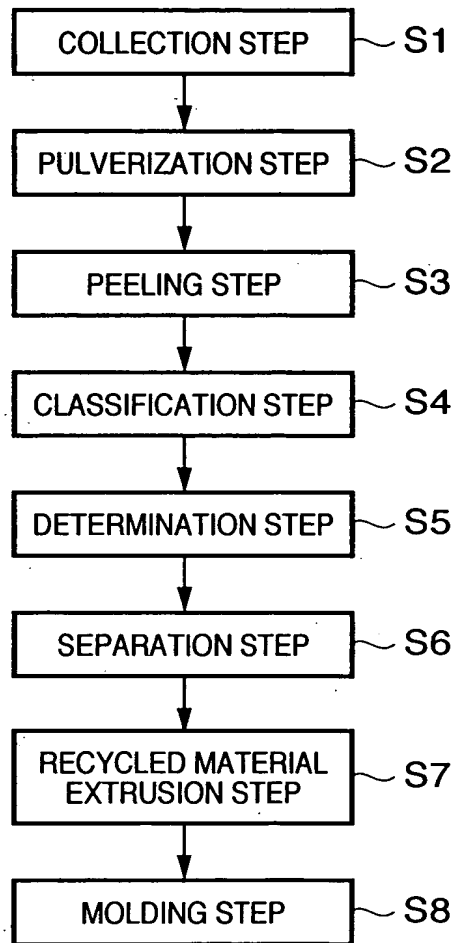 COLLECTION STEP S1
PULVERIZATION STEP S2
PEELING STEP S3
CLASSIFICATION STEP S4
DETERMINATION STEP S5
SEPARATION STEP S6
RECYCLED MATERIAL
EXTRUSION STEP S7
MOLDING STEP S8